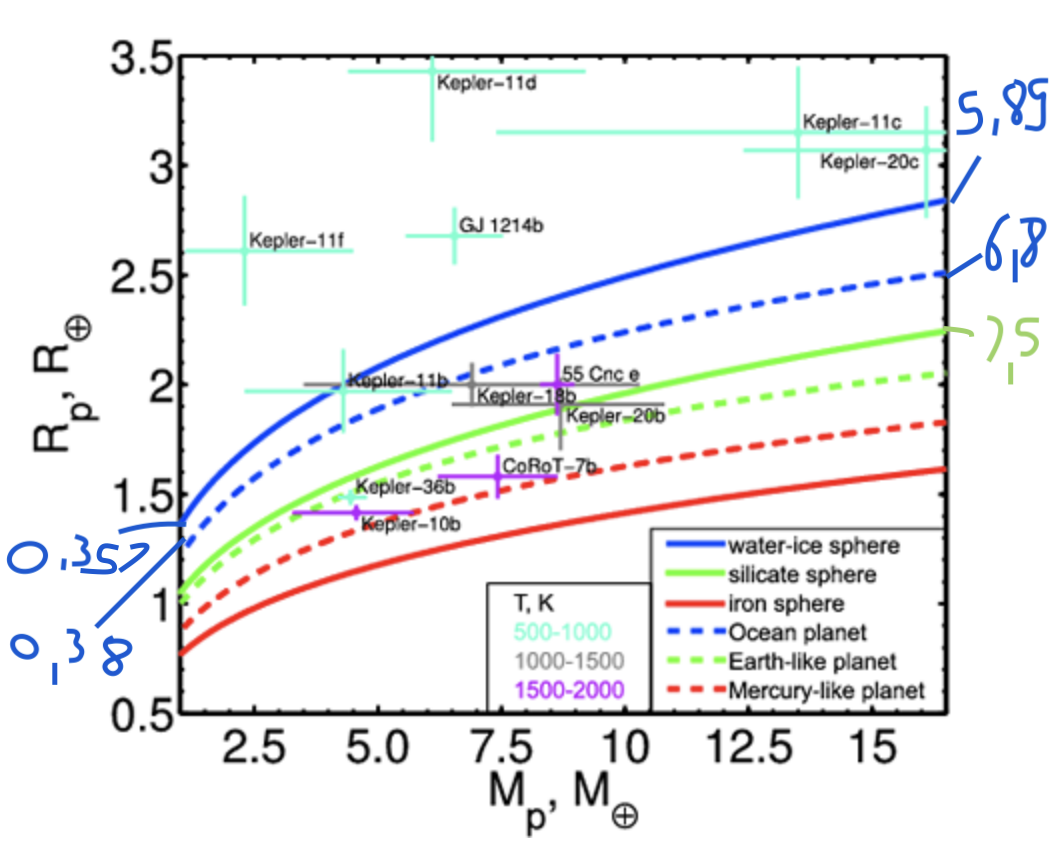 3.5
3
2.5
2
1.5
1
0.5
Rp, R⊕
2.5 5.0 7.5 10 12.5 15
Mp, M⊕
Kepler-11d
Kepler-11c
Kepler-20c
Kepler-11f
GJ 1214b
Kepler-11b
55 Cnc e
Kepler-18b
Kepler-20b
CoRoT-7b
Kepler-36b
Kepler-10b
T, K
500-1000
1000-1500
1500-2000
water-ice sphere
silicate sphere
iron sphere
Ocean planet
Earth-like planet
Mercury-like planet
5,89
6,8
7,5
0,357
0,38